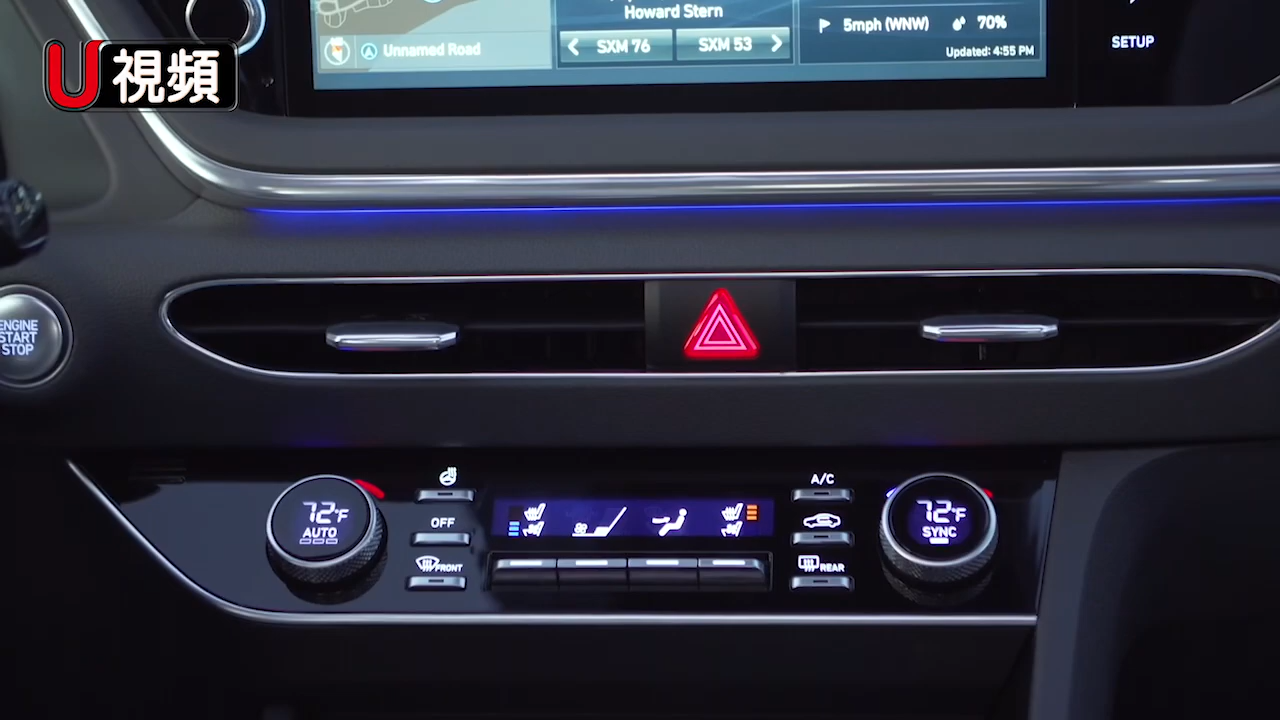 U視頻
Howard Stern
SXM 76
SXM 53
Unnamed Road
5mph (WNW)
70%
Updated: 4:55 PM
SETUP
ENGINE
START
STOP
72°F
AUTO
OFF
FRONT
A/C
REAR
72°F
SYNC